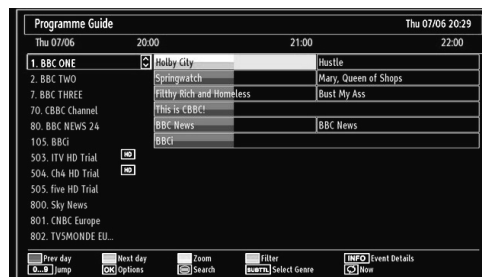 Programme Guide Thu 07/06 20:29
Thu 07/06 20:00 21:00 22:00
1. BBC ONE Holby City Hustle
2. BBC TWO Springwatch Mary, Queen of Shops
7. BBC THREE Filthy Rich and Homeless Bust My Ass
70. CBBC Channel This is CBBC!
80. BBC NEWS 24 BBC News BBC News
105. BBCi BBCi
503. ITV HD Trial HD
504. Ch4 HD Trial HD
505. five HD Trial
800. Sky News
801. CNBC Europe
802. TV5MONDE EU...
Prev day Next day Zoom Filter INFO Event Details
0...9 Jump OK Options Search SUBTTL Select Genre Now